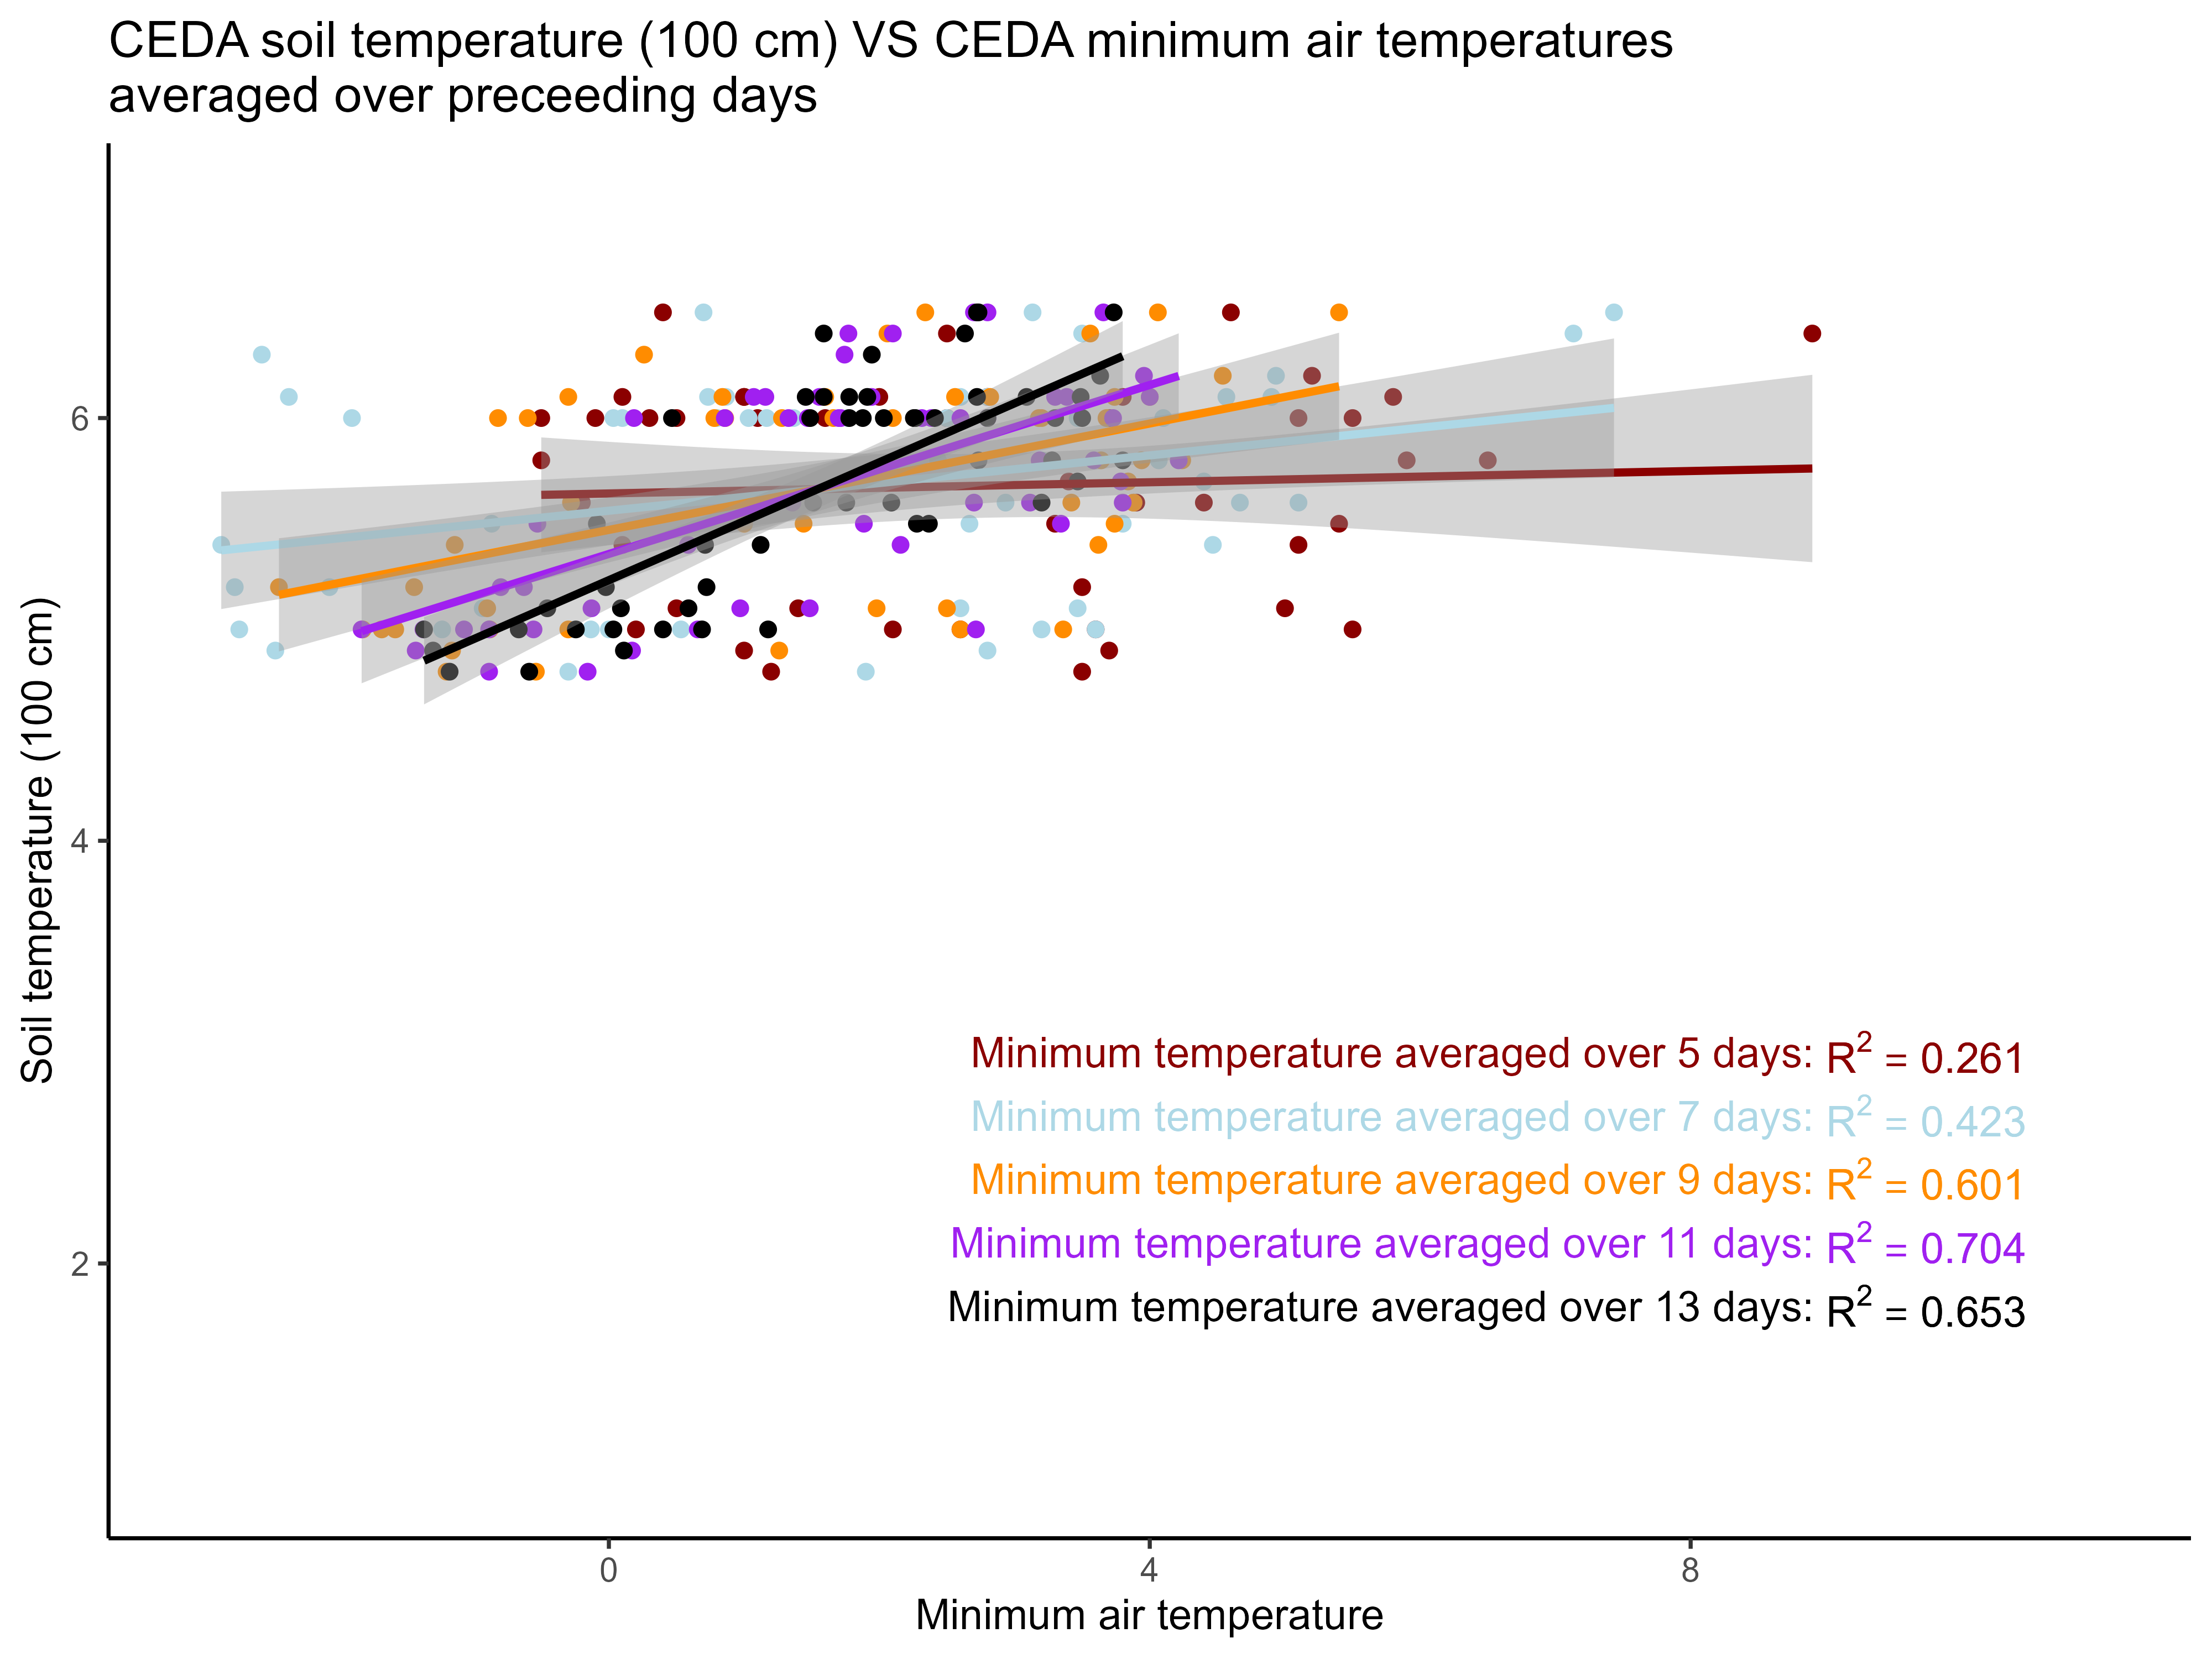 CEDA soil temperature (100 cm) VS CEDA minimum air temperatures
averaged over preceeding days
Soil temperature (100 cm)
6
4
2
Minimum temperature averaged over 5 days: R² = 0.261
Minimum temperature averaged over 7 days: R² = 0.423
Minimum temperature averaged over 9 days: R² = 0.601
Minimum temperature averaged over 11 days: R² = 0.704
Minimum temperature averaged over 13 days: R² = 0.653
0 4 8
Minimum air temperature